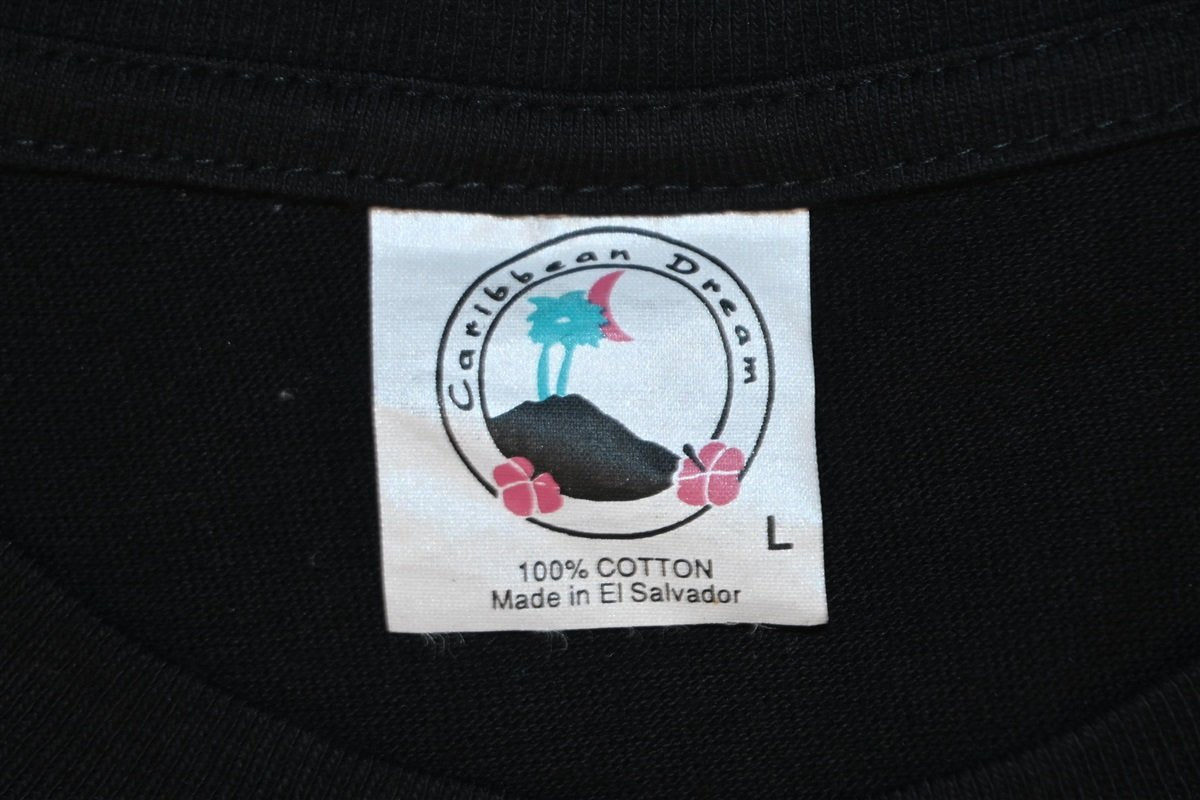 Caribbean Dream
L
100% COTTON
Made in El Salvador